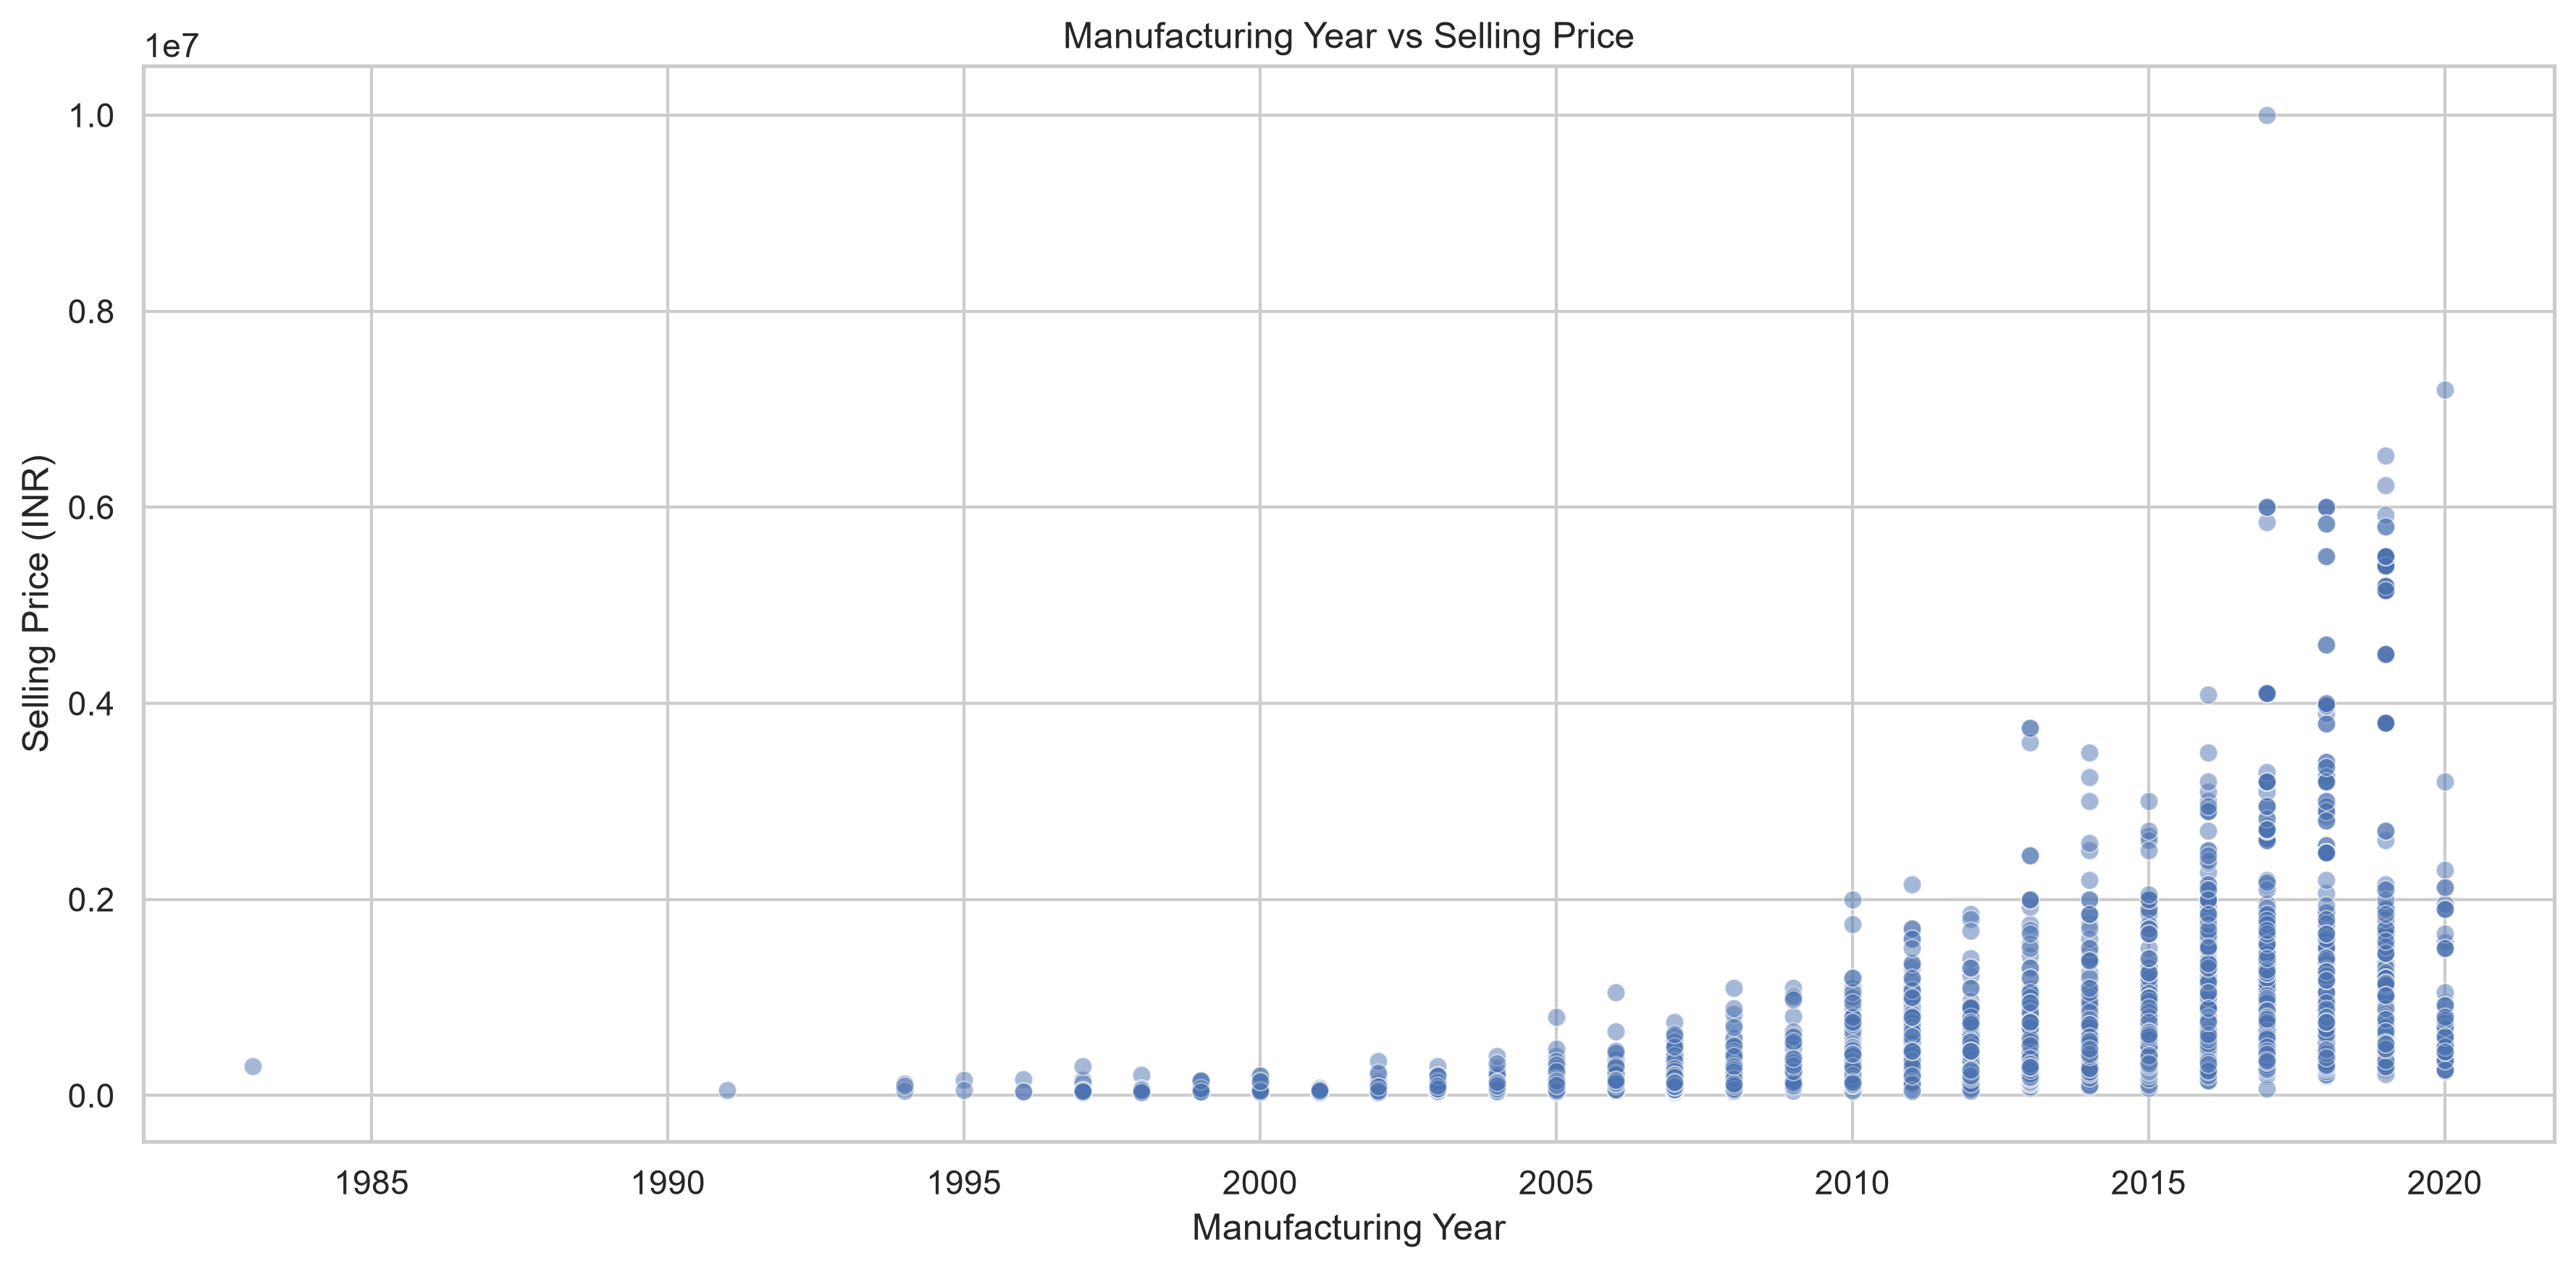 Manufacturing Year vs Selling Price
1e7
1.0
0.8
0.6
0.4
0.2
0.0
Selling Price (INR)
1985 1990 1995 2000 2005 2010 2015 2020
Manufacturing Year